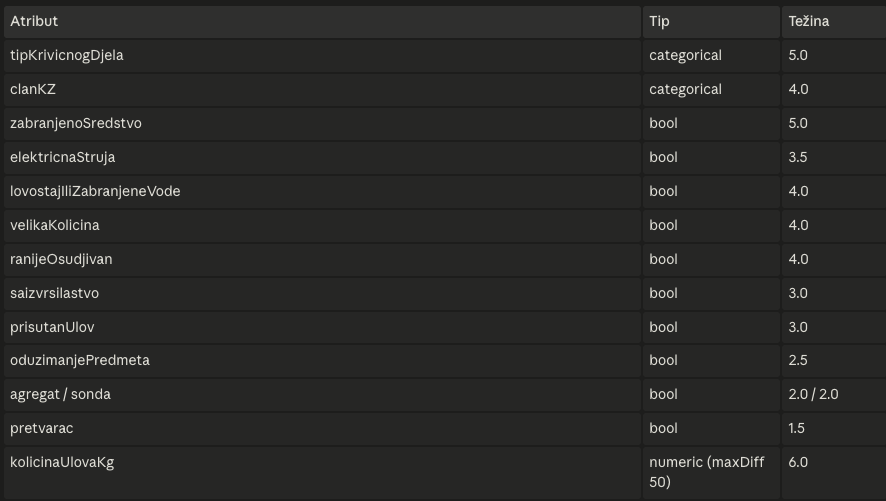 Atribut Tip Težina
tipKrivicnogDjela categorical 5.0
clanKZ categorical 4.0
zabranjenoSredstvo bool 5.0
elektricnaStruja bool 3.5
lovostajIliZabranjeneVode bool 4.0
velikaKolicina bool 4.0
ranijeOsudjivan bool 4.0
saizvrsilastvo bool 3.0
prisutanUlov bool 3.0
oduzimanjePredmeta bool 2.5
agregat / sonda bool 2.0 / 2.0
pretvarac bool 1.5
kolicinaUlovaKg numeric (maxDiff 6.0
50)